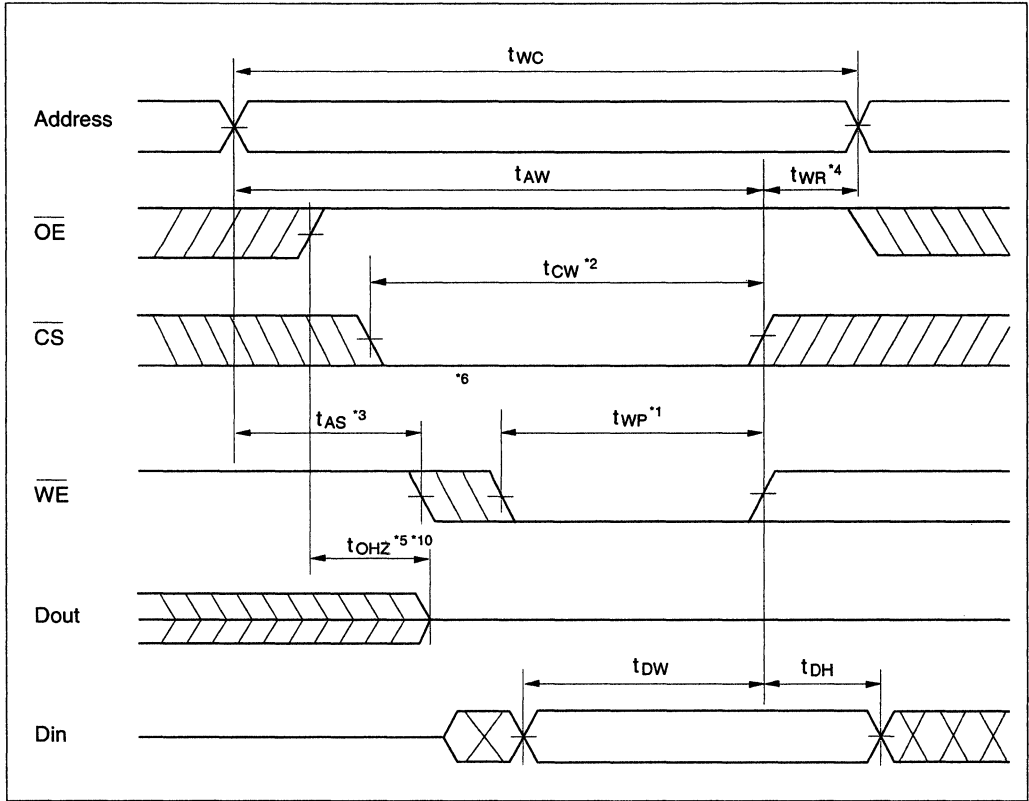 tWC
Address
tAW
tWR*4
OE
tCW*2
CS
*6
tAS*3
tWP*1
WE
tOHZ*5 *10
Dout
tDW
tDH
Din